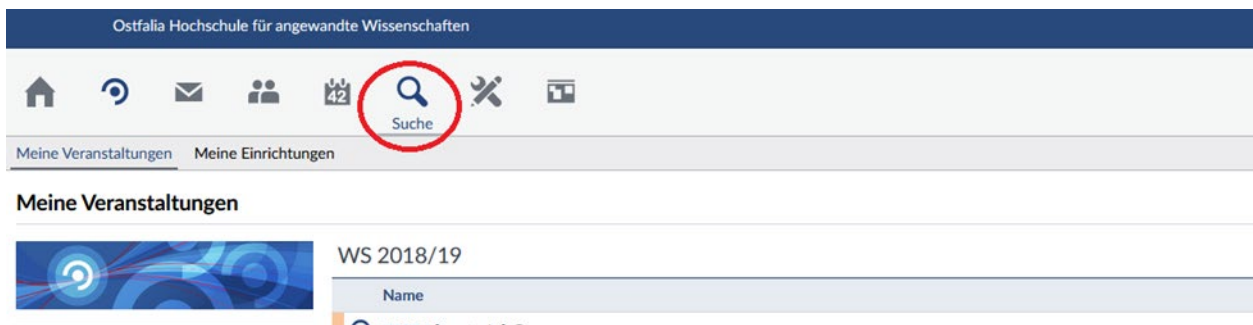 Ostfalia Hochschule für angewandte Wissenschaften
42
Suche
Meine Veranstaltungen Meine Einrichtungen
Meine Veranstaltungen
WS 2018/19
Name